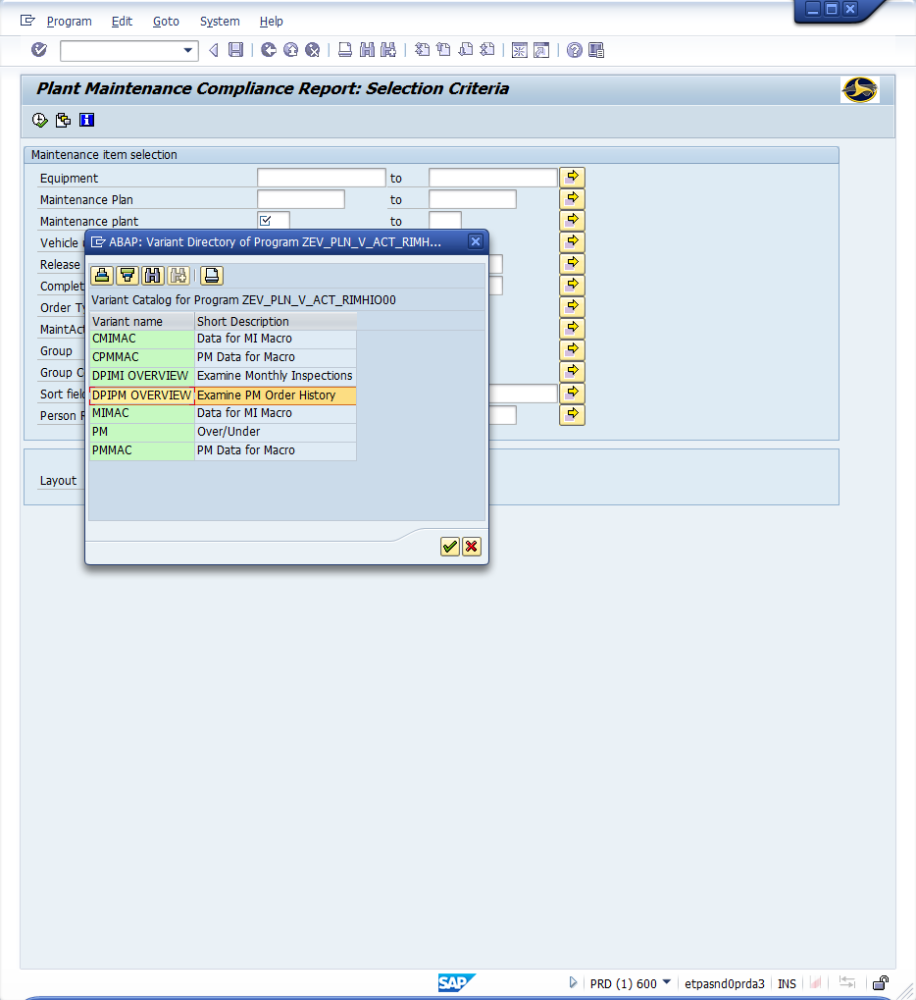 Program Edit Goto System Help
Plant Maintenance Compliance Report: Selection Criteria
Maintenance item selection
Equipment to
Maintenance Plan to
Maintenance plant to
Vehicle
Release
Complet
Order Ty
MaintAct
Group
Group O
Sort field
Person R
Layout
ABAP: Variant Directory of Program ZEV_PLN_V_ACT_RIMH...
Variant Catalog for Program ZEV_PLN_V_ACT_RIMHIO00
Variant name Short Description
CMIMAC Data for MI Macro
CPMMAC PM Data for Macro
DPIMI OVERVIEW Examine Monthly Inspections
DPIPM OVERVIEW Examine PM Order History
MIMAC Data for MI Macro
PM Over/Under
PMMAC PM Data for Macro
SAP PRD (1) 600 etpasnd0prda3 INS